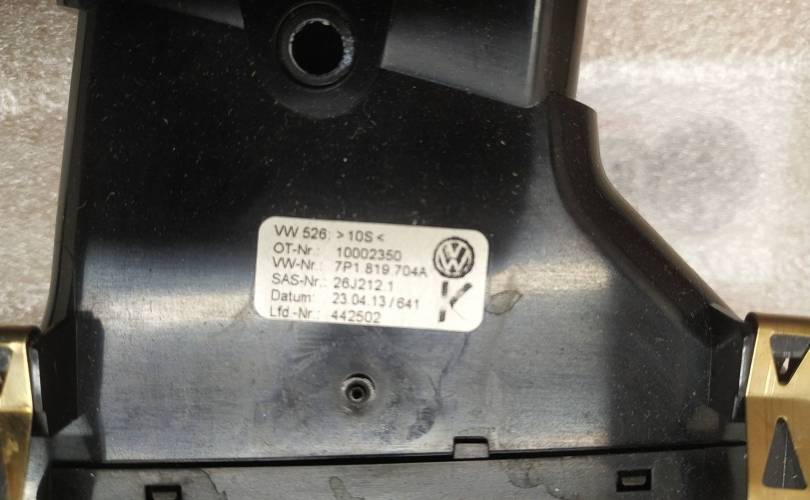 VW 526: >10S<
OT-Nr.: 10002350
VW-Nr.: 7P1 819 704A
SAS-Nr.: 26J212.1
Datum: 23.04.13 / 641
Lfd.-Nr.: 442502